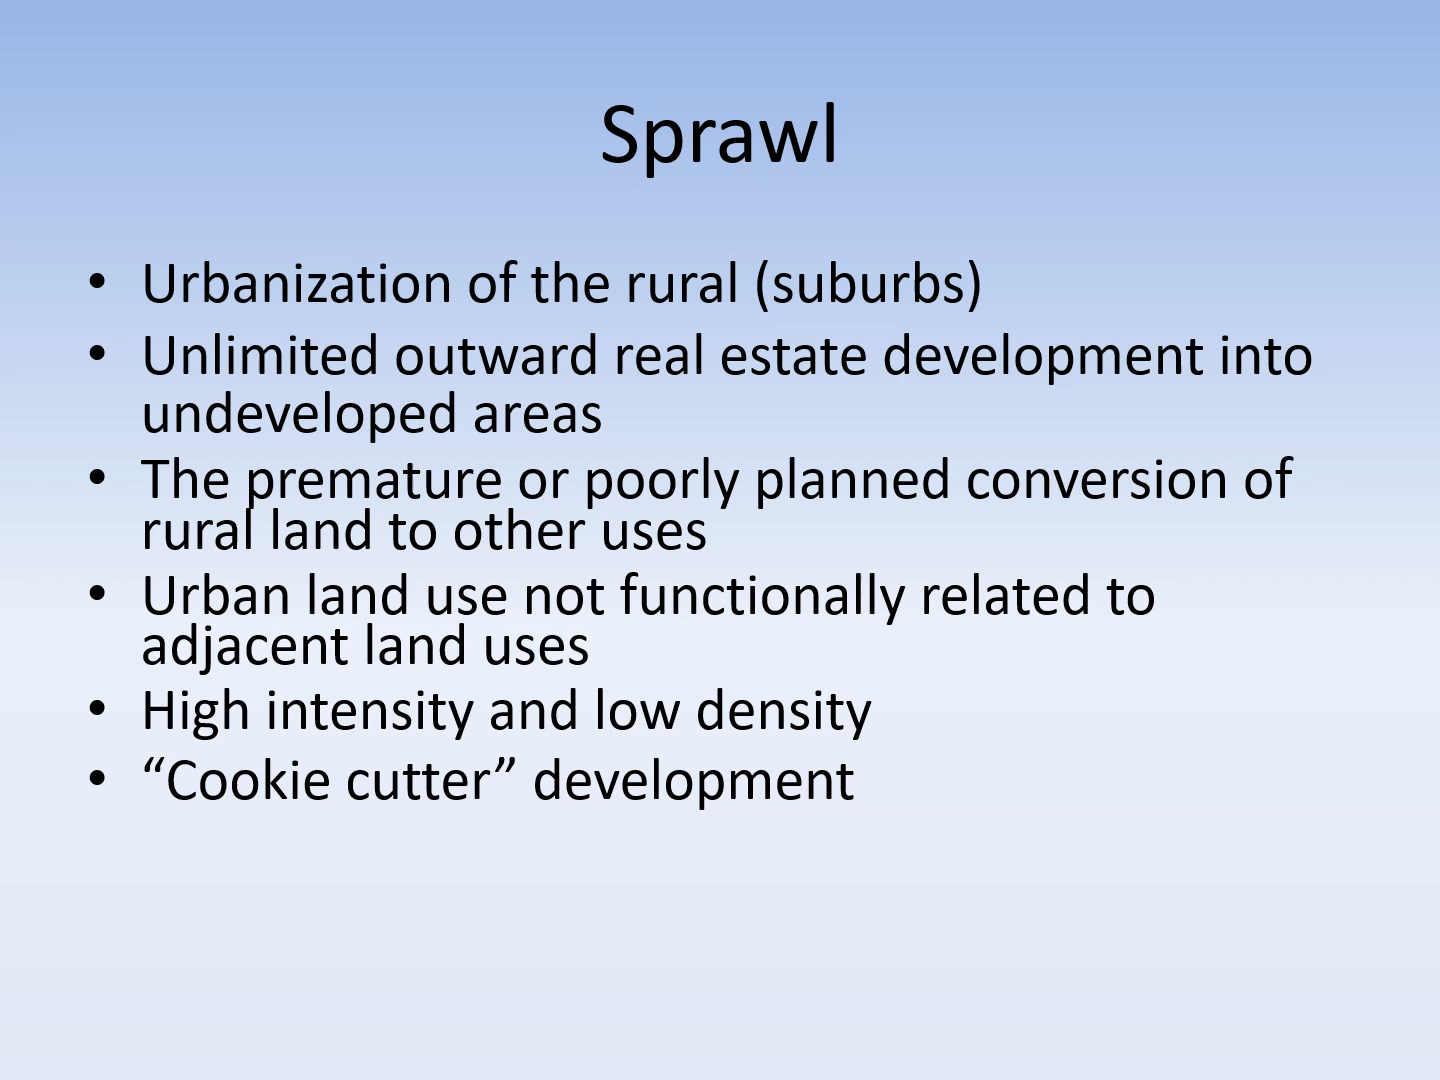 Sprawl
• Urbanization of the rural (suburbs)
• Unlimited outward real estate development into
undeveloped areas
• The premature or poorly planned conversion of
rural land to other uses
• Urban land use not functionally related to
adjacent land uses
• High intensity and low density
• “Cookie cutter” development